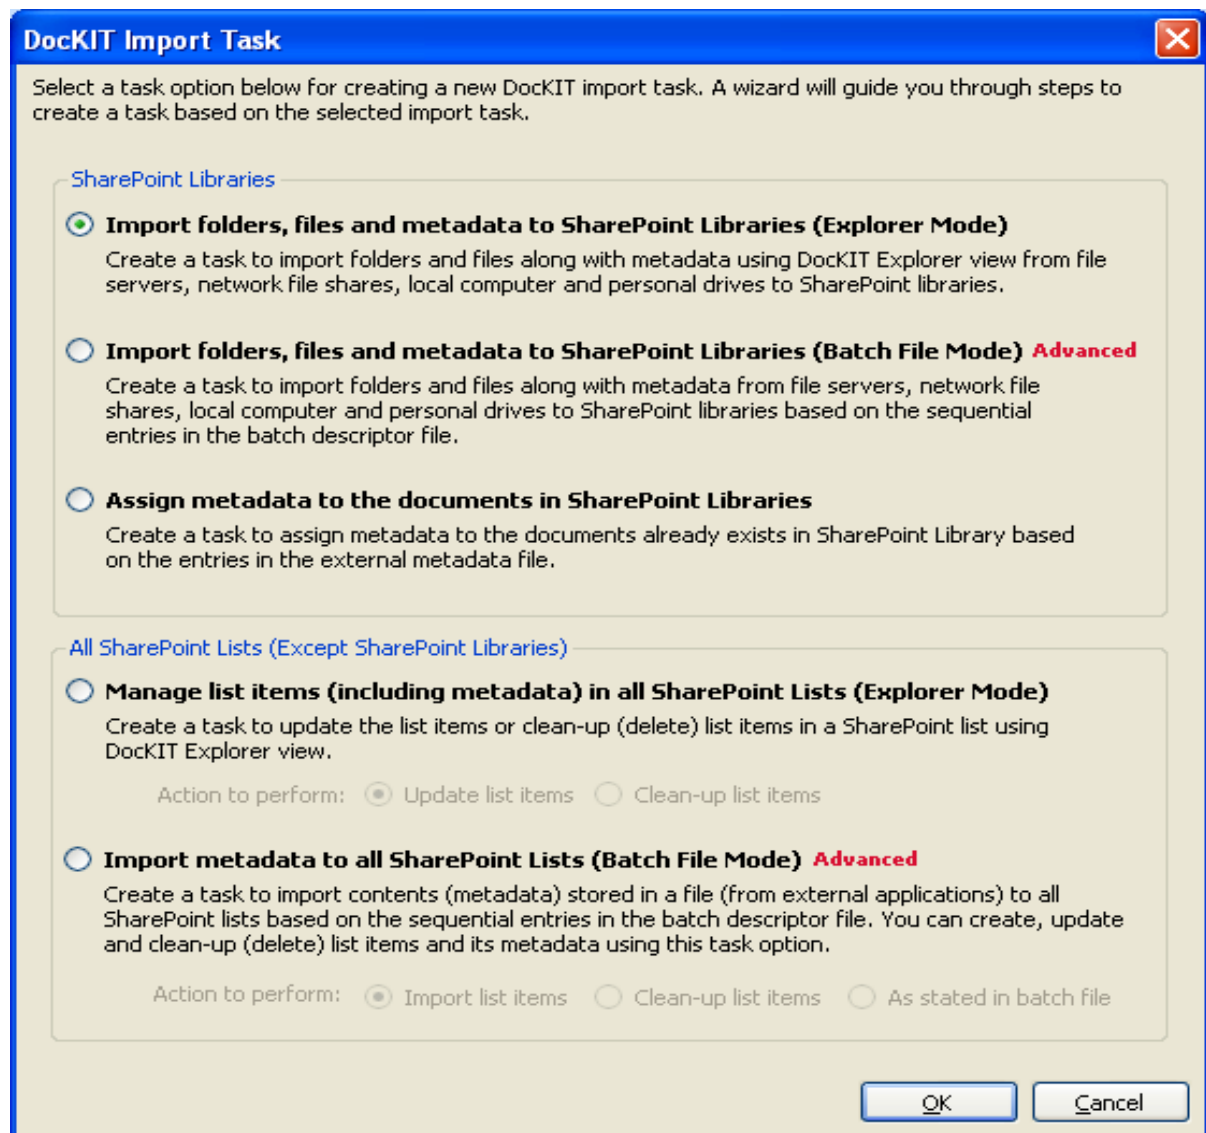 DocKIT Import Task
Select a task option below for creating a new DocKIT import task. A wizard will guide you through steps to
create a task based on the selected import task.
SharePoint Libraries
Import folders, files and metadata to SharePoint Libraries (Explorer Mode)
Create a task to import folders and files along with metadata using DocKIT Explorer view from file
servers, network file shares, local computer and personal drives to SharePoint libraries.
Import folders, files and metadata to SharePoint Libraries (Batch File Mode) Advanced
Create a task to import folders and files along with metadata from file servers, network file
shares, local computer and personal drives to SharePoint libraries based on the sequential
entries in the batch descriptor file.
Assign metadata to the documents in SharePoint Libraries
Create a task to assign metadata to the documents already exists in SharePoint Library based
on the entries in the external metadata file.
All SharePoint Lists (Except SharePoint Libraries)
Manage list items (including metadata) in all SharePoint Lists (Explorer Mode)
Create a task to update the list items or clean-up (delete) list items in a SharePoint list using
DocKIT Explorer view.
Action to perform: Update list items Clean-up list items
Import metadata to all SharePoint Lists (Batch File Mode) Advanced
Create a task to import contents (metadata) stored in a file (from external applications) to all
SharePoint lists based on the sequential entries in the batch descriptor file. You can create, update
and clean-up (delete) list items and its metadata using this task option.
Action to perform: Import list items Clean-up list items As stated in batch file
OK Cancel